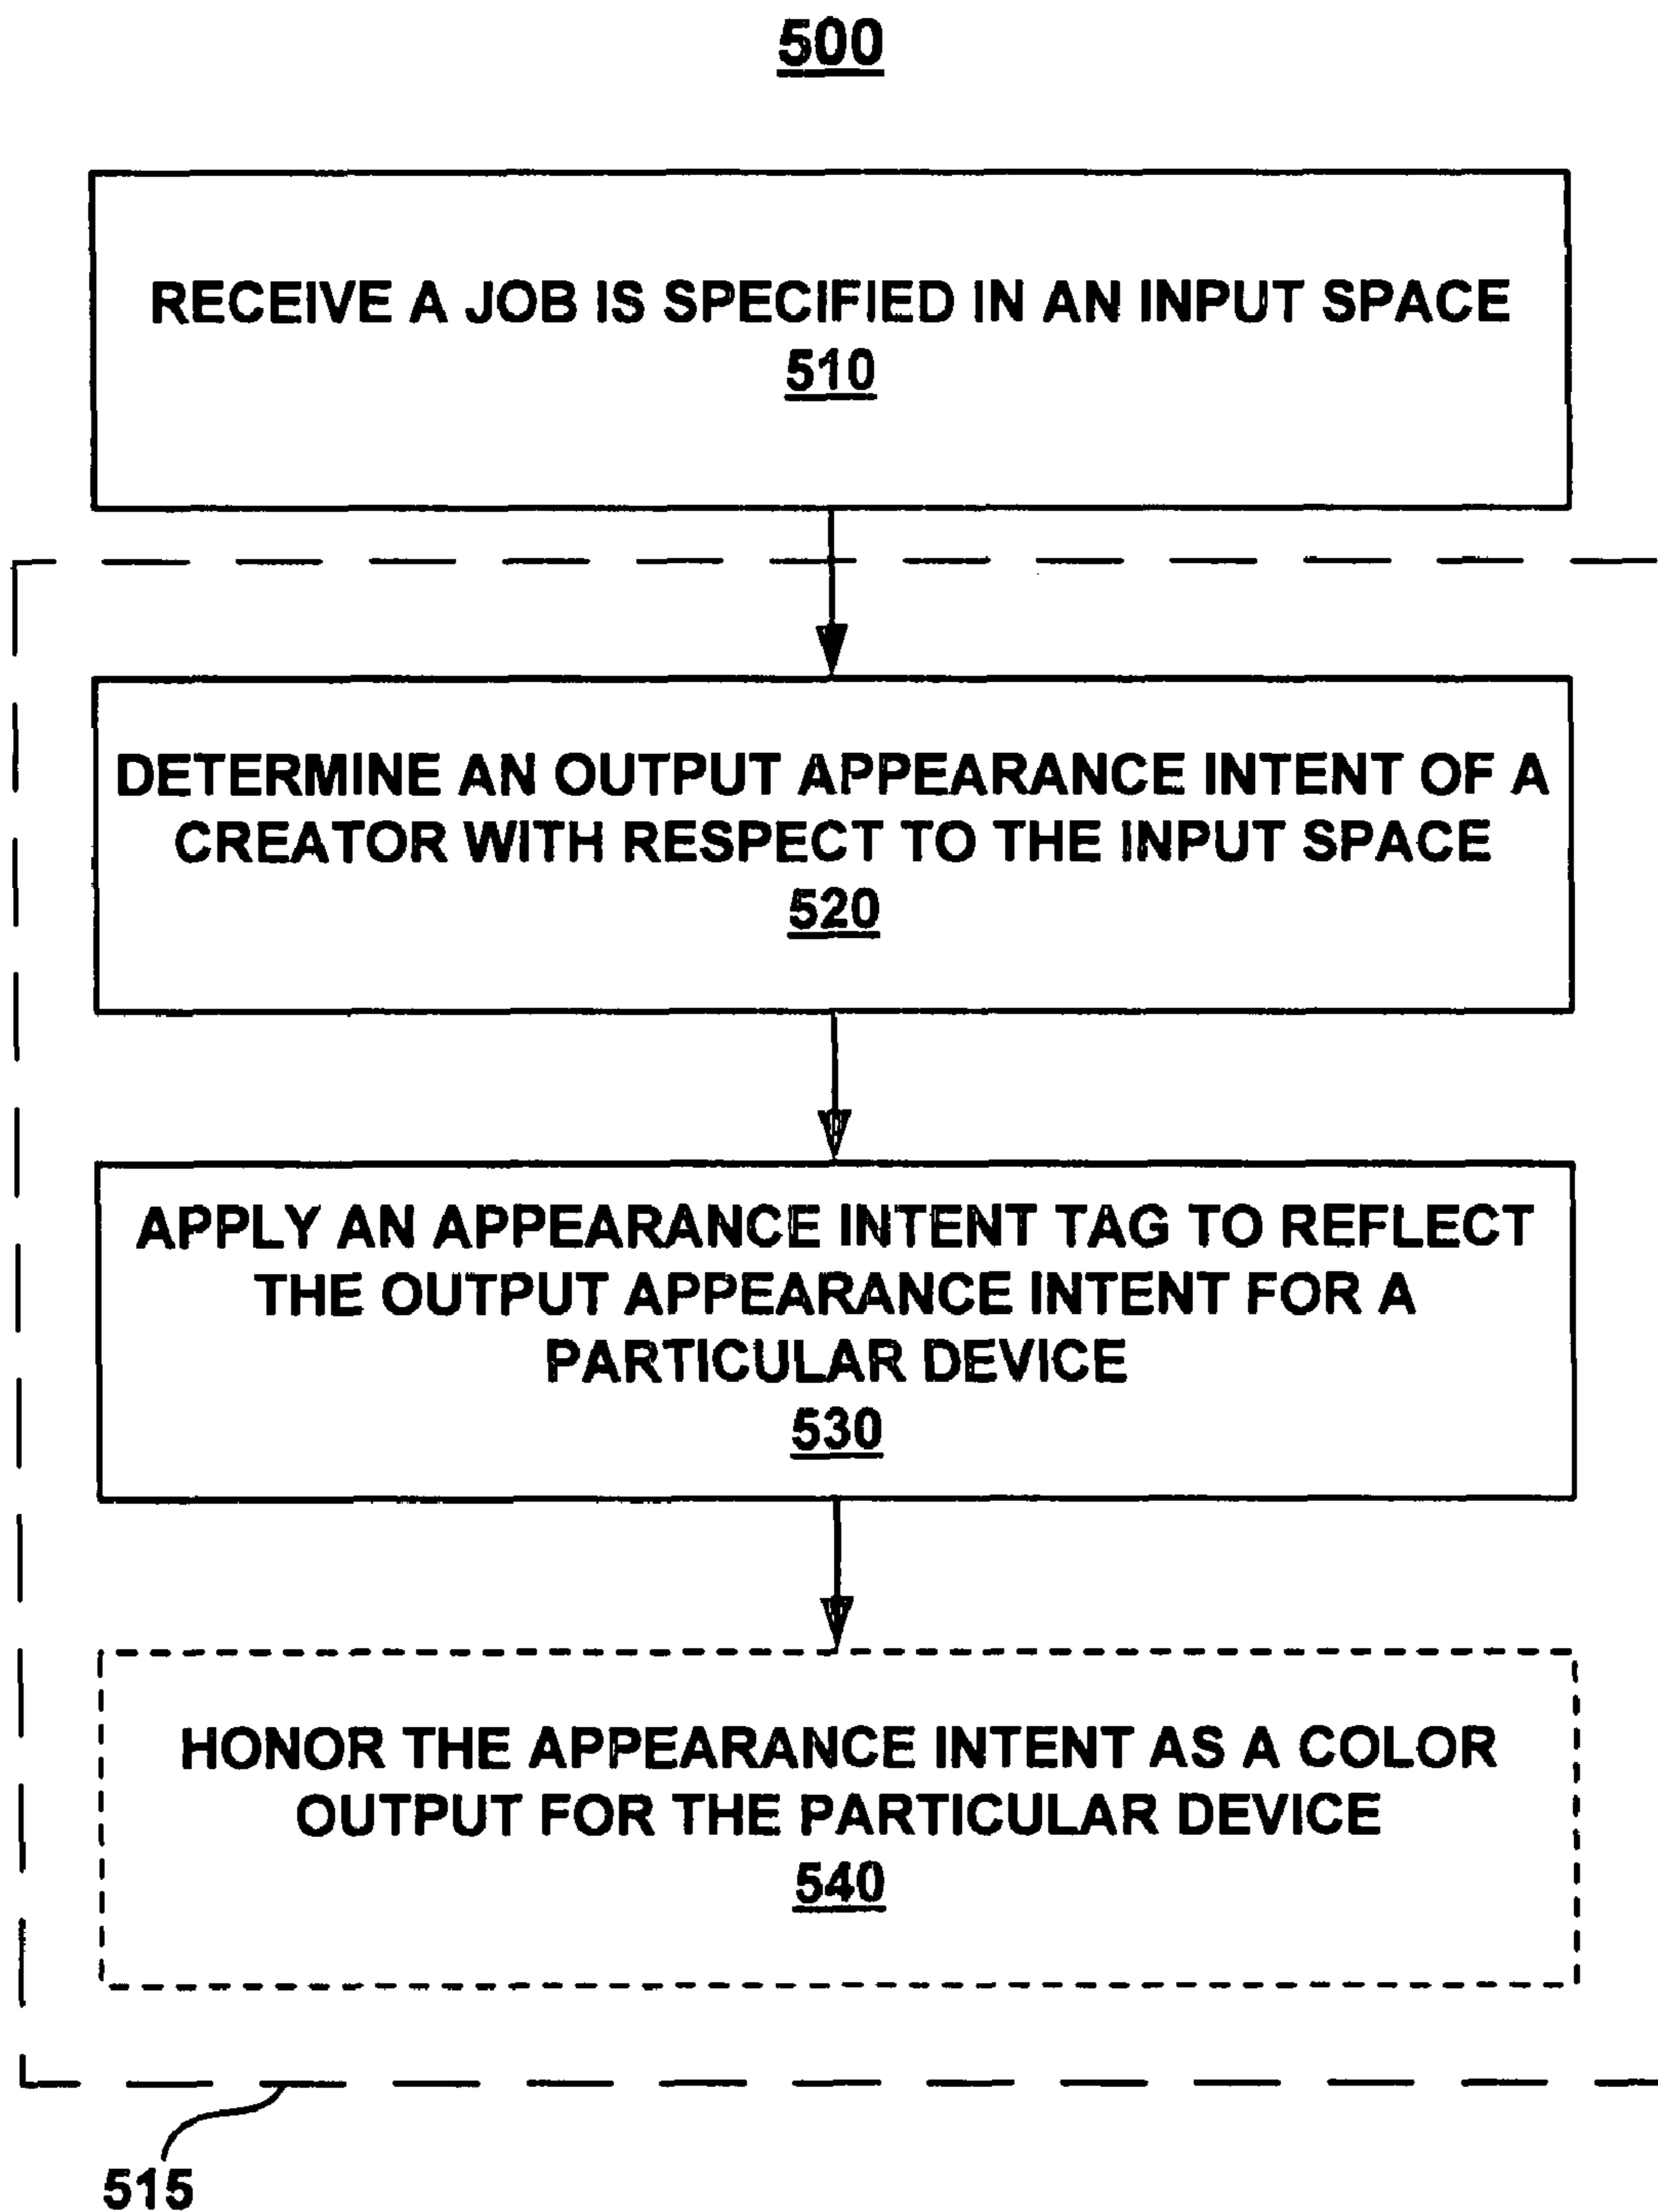 500
RECEIVE A JOB IS SPECIFIED IN AN INPUT SPACE
510
DETERMINE AN OUTPUT APPEARANCE INTENT OF A
CREATOR WITH RESPECT TO THE INPUT SPACE
520
APPLY AN APPEARANCE INTENT TAG TO REFLECT
THE OUTPUT APPEARANCE INTENT FOR A
PARTICULAR DEVICE
530
HONOR THE APPEARANCE INTENT AS A COLOR
OUTPUT FOR THE PARTICULAR DEVICE
540
515